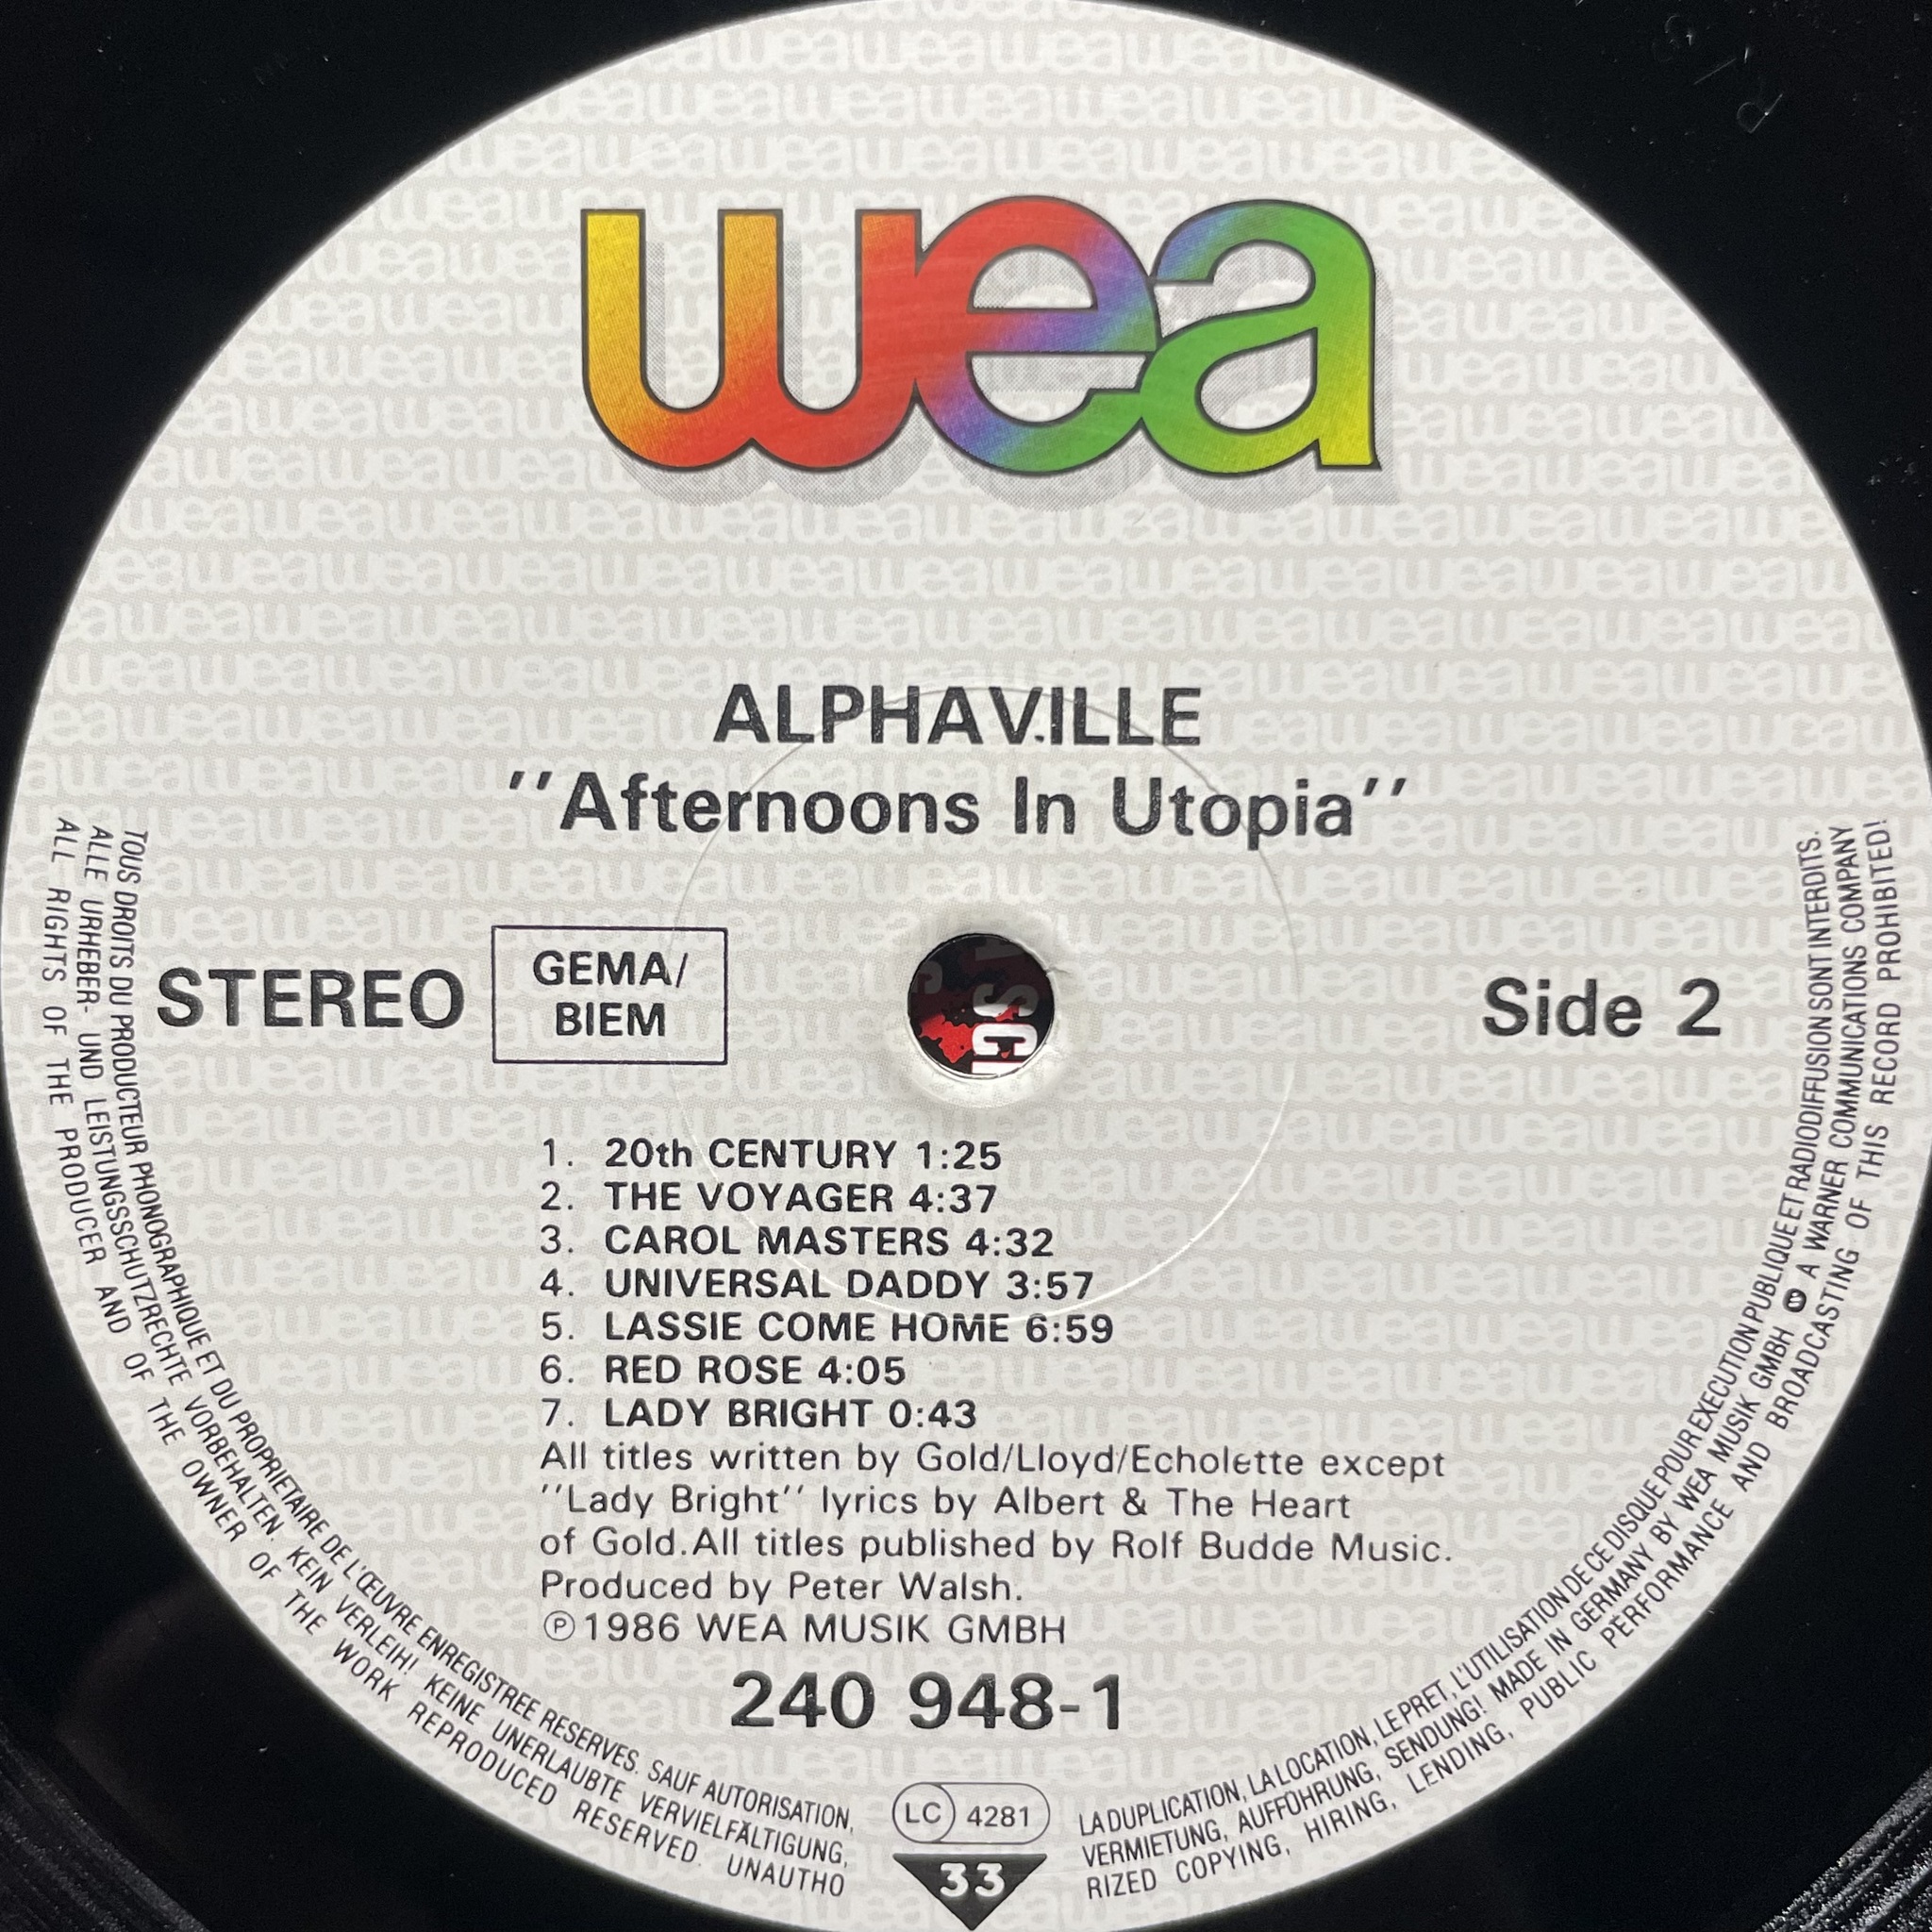 wea
ALPHAVILLE
"Afternoons In Utopia"
STEREO
GEMA/
BIEM
Side 2
1. 20th CENTURY 1:25
2. THE VOYAGER 4:37
3. CAROL MASTERS 4:32
4. UNIVERSAL DADDY 3:57
5. LASSIE COME HOME 6:59
6. RED ROSE 4:05
7. LADY BRIGHT 0:43
All titles written by Gold/Lloyd/Echolette except
"Lady Bright" lyrics by Albert & The Heart
of Gold.All titles published by Rolf Budde Music.
Produced by Peter Walsh.
Ⓟ1986 WEA MUSIK GMBH
240 948-1
LC 4281
33
TOUS DROITS DU PRODUCTEUR PHONOGRAPHIQUE ET DU PROPRIETAIRE DE L'ŒUVRE ENREGISTREE RESERVES. SAUF AUTORISATION, LA DUPLICATION, LA LOCATION, LE PRET, L'UTILISATION DE CE DISQUE POUR EXECUTION PUBLIQUE ET RADIODIFFUSION SONT INTERDITS.
ALLE URHEBER- UND LEISTUNGSSCHUTZRECHTE VORBEHALTEN. KEIN VERLEIH! KEINE UNERLAUBTE VERVIELFÄLTIGUNG, VERMIETUNG, AUFFÜHRUNG, SENDUNG! MADE IN GERMANY BY WEA MUSIK GMBH A WARNER COMMUNICATIONS COMPANY
ALL RIGHTS OF THE PRODUCER AND OF THE OWNER OF THE WORK REPRODUCED RESERVED. UNAUTHORIZED COPYING, HIRING, LENDING, PUBLIC PERFORMANCE AND BROADCASTING OF THIS RECORD PROHIBITED!